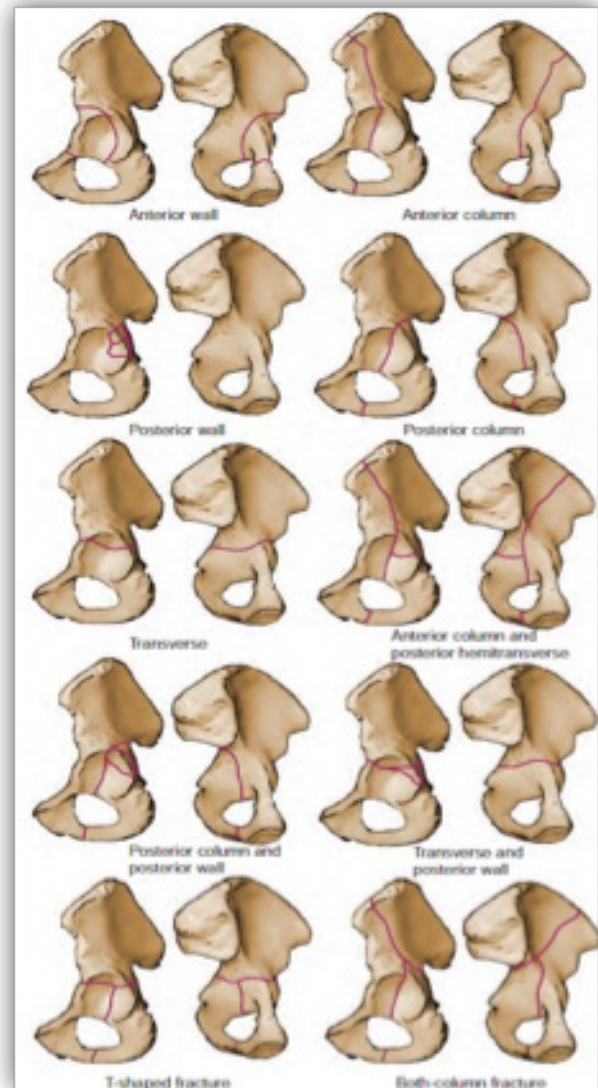 Anterior wall
Anterior column
Posterior wall
Posterior column
Transverse
Anterior column and
posterior hemitransverse
Posterior column and
posterior wall
Transverse and
posterior wall
T-shaped fracture
Both-column fracture